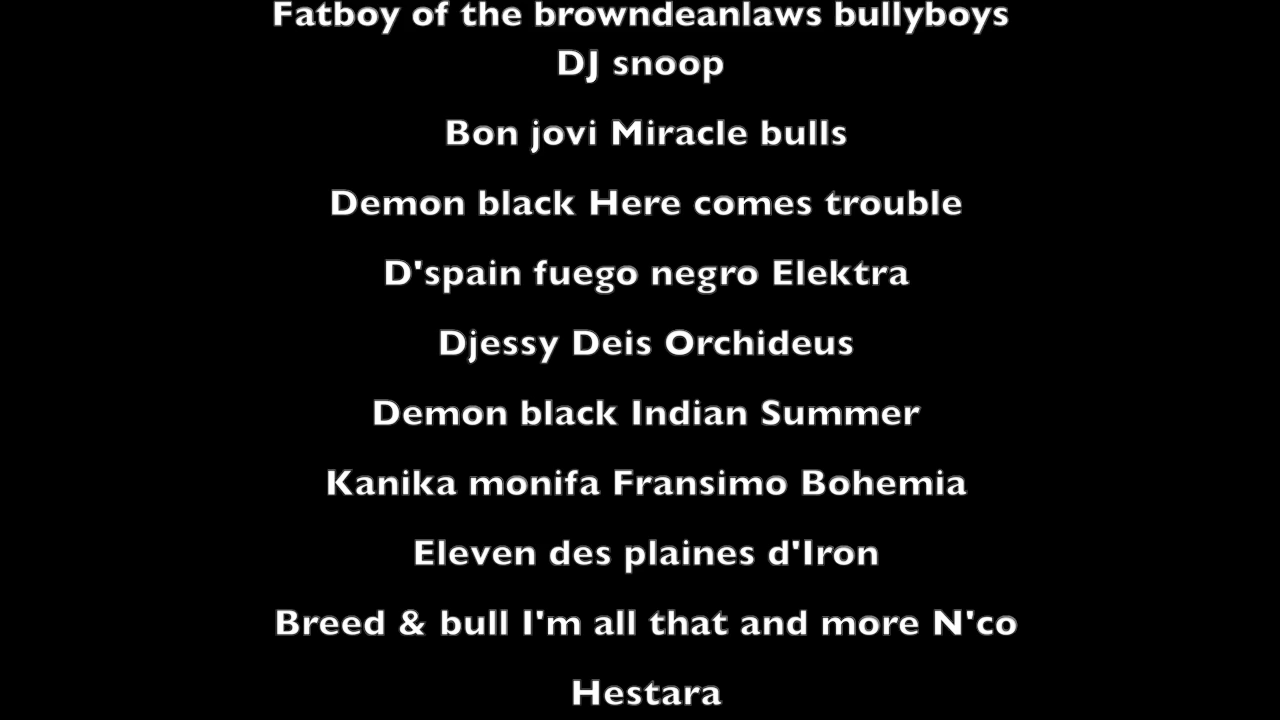 Fatboy of the browndeanlaws bullyboys
DJ snoop
Bon jovi Miracle bulls
Demon black Here comes trouble
D'spain fuego negro Elektra
Djessy Deis Orchideus
Demon black Indian Summer
Kanika monifa Fransimo Bohemia
Eleven des plaines d'Iron
Breed & bull I'm all that and more N'co
Hestara